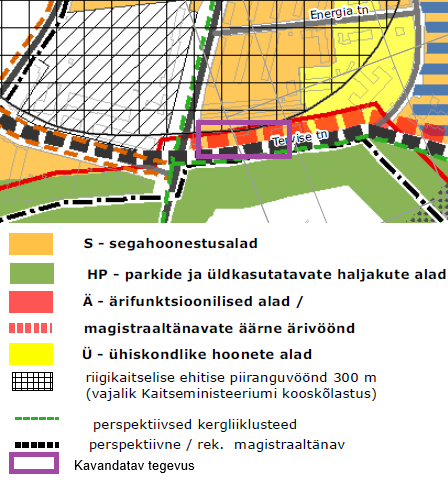 Energia tn
Tervise tn
S - segahoonestusalad
HP - parkide ja üldkasutatavate haljakute alad
Ä - ärifunktsioonilised alad /
magistraaltänavate äärne ärivöönd
Ü - ühiskondlike hoonete alad
riigikaitselise ehitise piiranguvöönd 300 m
(vajalik Kaitseministeeriumi kooskõlastus)
perspektiivsed kergliiklusteed
perspektiivne / rek. magistraaltänav
Kavandatav tegevus